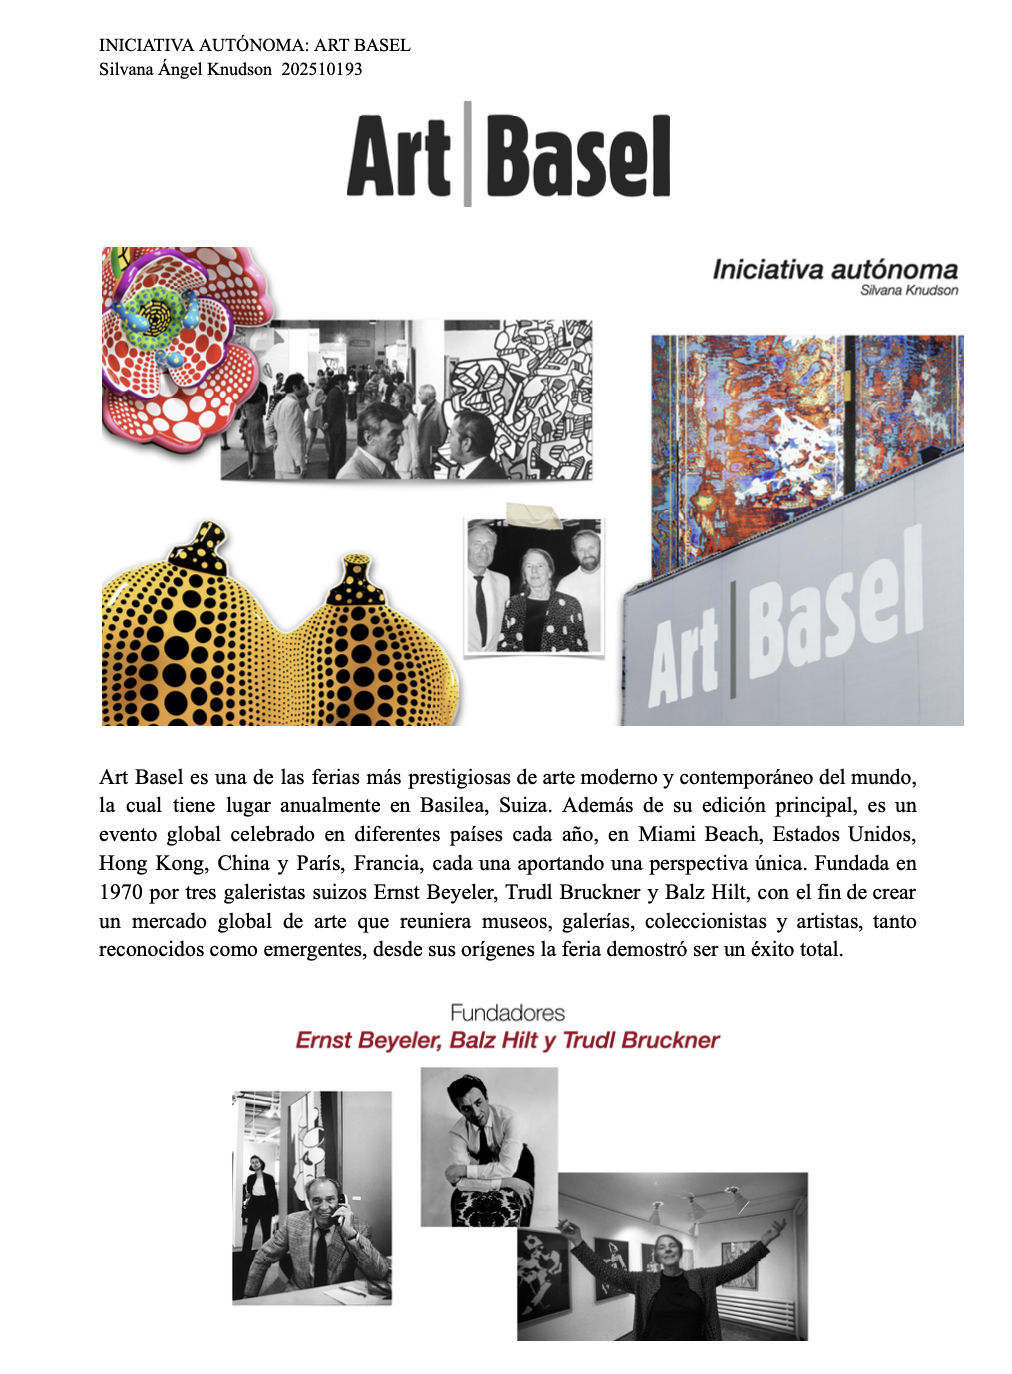 INICIATIVA AUTÓNOMA: ART BASEL
Silvana Ángel Knudson  202510193
Art Basel
Iniciativa autónoma
Silvana Knudson
Art Basel
Art Basel es una de las ferias más prestigiosas de arte moderno y contemporáneo del mundo,
la cual tiene lugar anualmente en Basilea, Suiza. Además de su edición principal, es un
evento global celebrado en diferentes países cada año, en Miami Beach, Estados Unidos,
Hong Kong, China y París, Francia, cada una aportando una perspectiva única. Fundada en
1970 por tres galeristas suizos Ernst Beyeler, Trudl Bruckner y Balz Hilt, con el fin de crear
un mercado global de arte que reuniera museos, galerías, coleccionistas y artistas, tanto
reconocidos como emergentes, desde sus orígenes la feria demostró ser un éxito total.
Fundadores
Ernst Beyeler, Balz Hilt y Trudl Bruckner